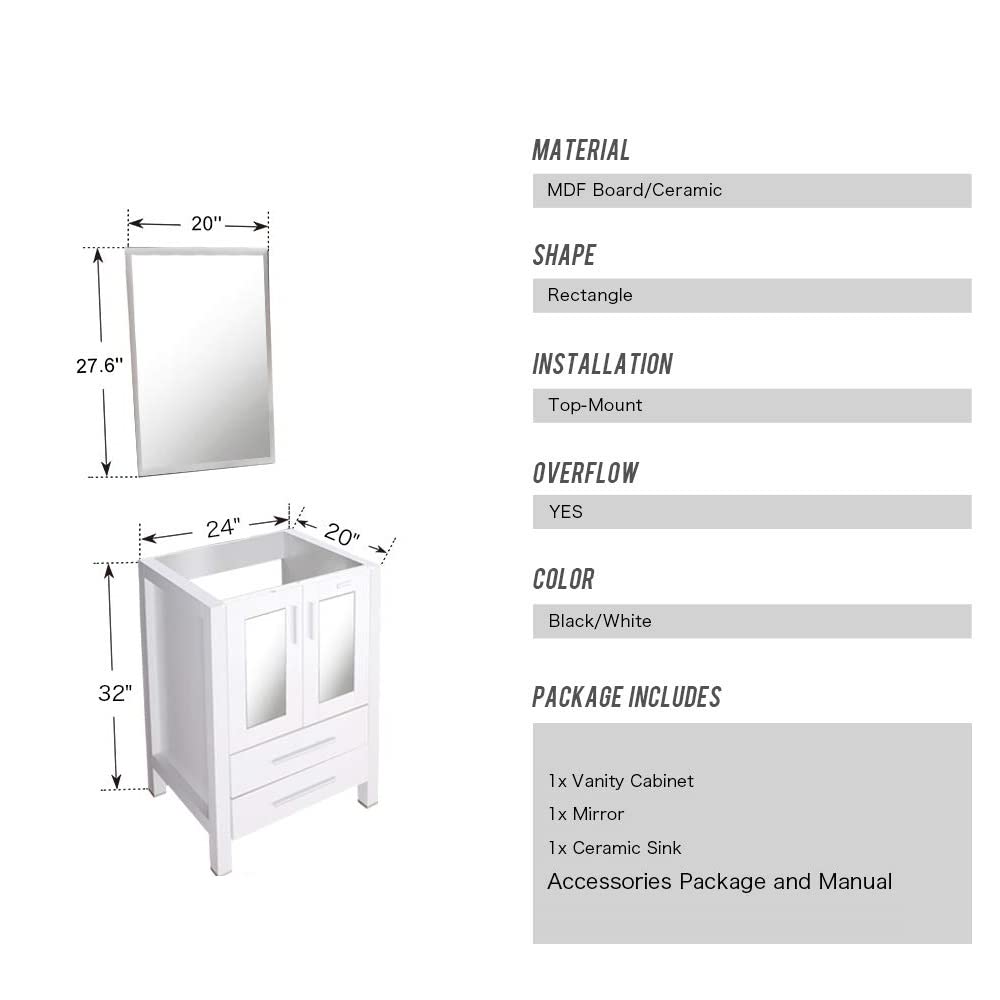 20"
27.6"
24"
20"
32"
MATERIAL
MDF Board/Ceramic
SHAPE
Rectangle
INSTALLATION
Top-Mount
OVERFLOW
YES
COLOR
Black/White
PACKAGE INCLUDES
1x Vanity Cabinet
1x Mirror
1x Ceramic Sink
Accessories Package and Manual